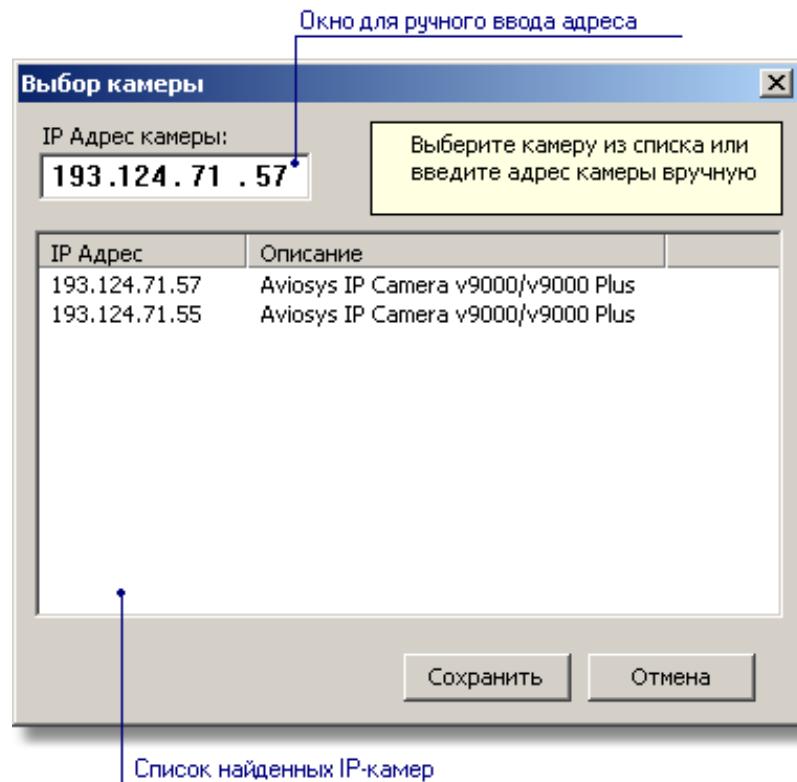 Окно для ручного ввода адреса
Выбор камеры
IP Адрес камеры:
193.124.71.57
Выберите камеру из списка или
введите адрес камеры вручную
IP Адрес Описание
193.124.71.57 Aviosys IP Camera v9000/v9000 Plus
193.124.71.55 Aviosys IP Camera v9000/v9000 Plus
Сохранить Отмена
Список найденных IP-камер